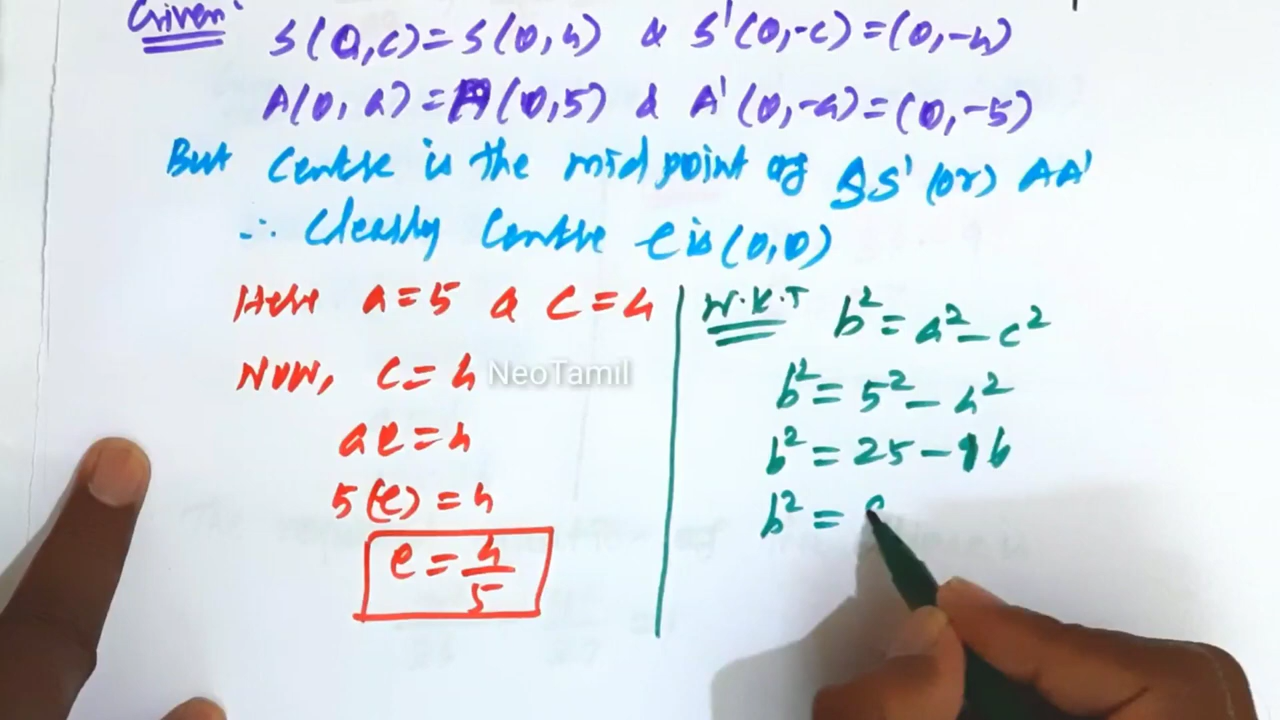 Given:
S(0,c)=S(0,4) & S'(0,-c)=(0,-4)
A(0,a)=A(0,5) & A'(0,-a)=(0,-5)
But Centre is the mid point of SS' (or) AA'
∴ Clearly Centre C is (0,0)
Here a=5 & c=4
Now, c=4
ae=4
5(e)=4
e=4/5
W.K.T b²=a²-c²
b²=5²-4²
b²=25-16
b²=
NeoTamil